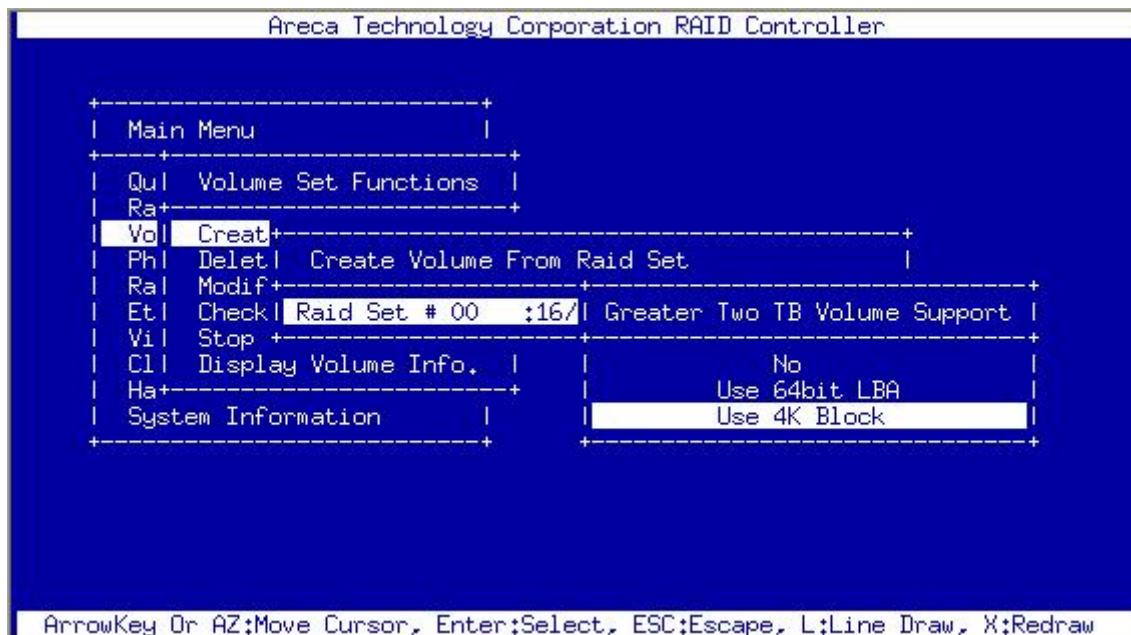 Areca Technology Corporation RAID Controller
Main Menu
Qu
Volume Set Functions
Ra
Vo
Creat
Ph
Delet
Create Volume From Raid Set
Ra
Modif
Et
Check
Raid Set # 00 :16/
Greater Two TB Volume Support
Vi
Stop
Cl
Display Volume Info.
No
Ha
Use 64bit LBA
System Information
Use 4K Block
ArrowKey Or AZ:Move Cursor, Enter:Select, ESC:Escape, L:Line Draw, X:Redraw